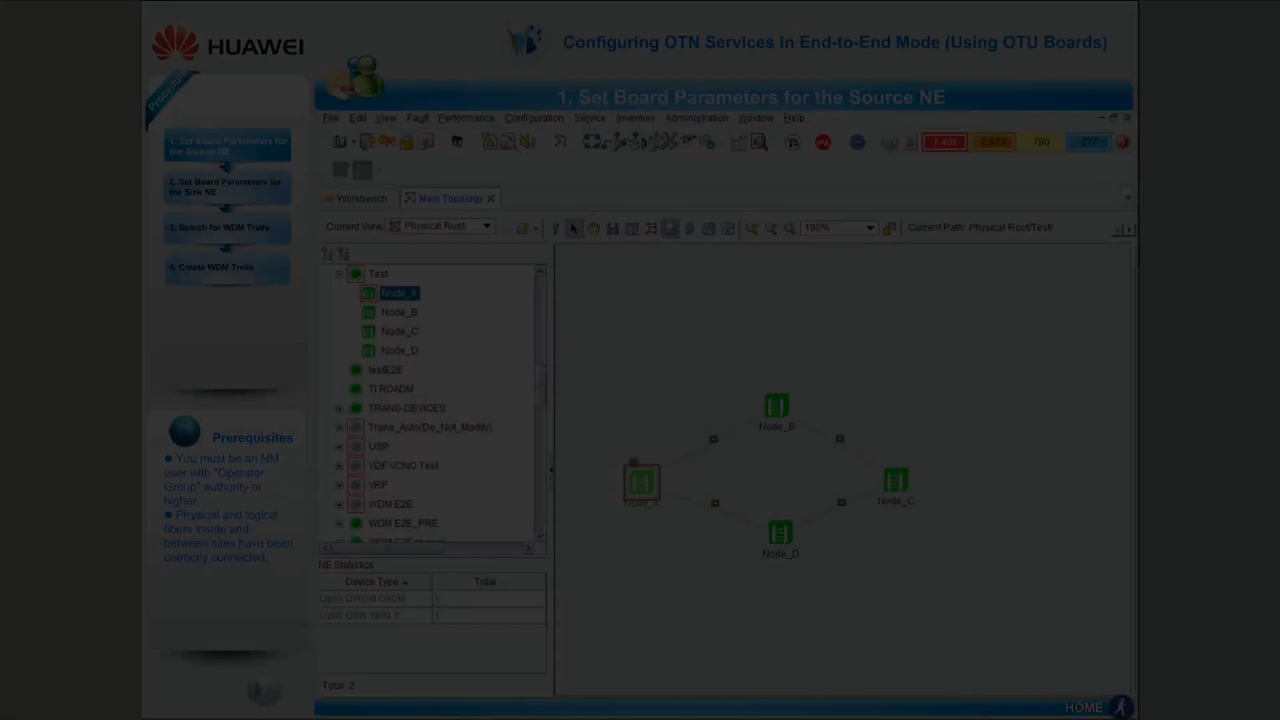 HUAWEI
Configuring OTN Services in End-to-End Mode (Using OTU Boards)
Procedure
1. Set Board Parameters for the Source NE
1. Set Board Parameters for
the Source NE
2. Set Board Parameters for
the Sink NE
3. Search for WDM Trails
4. Create WDM Trails
Prerequisites
You must be an NM
user with "Operator
Group" authority or
higher.
Physical and logical
fibers inside and
between sites have been
correctly connected.
File Edit View Fault Performance Configuration Service Inventory Administration Window Help
780
277
Workbench Main Topology
Current View: Physical Root 100% Current Path: Physical Root/Test/
Test
Node_A
Node_B
Node_C
Node_D
testE2E
TI ROADM
TRANS-DEVICES
Trans_Auto(Do_Not_Modify)
USP
VDF VCNO Test
VRP
WDM E2E
WDM E2E_PRE
NE Statistics
Device Type Total
1
1
Total: 2
Node_B
Node_A
Node_C
Node_D
HOME